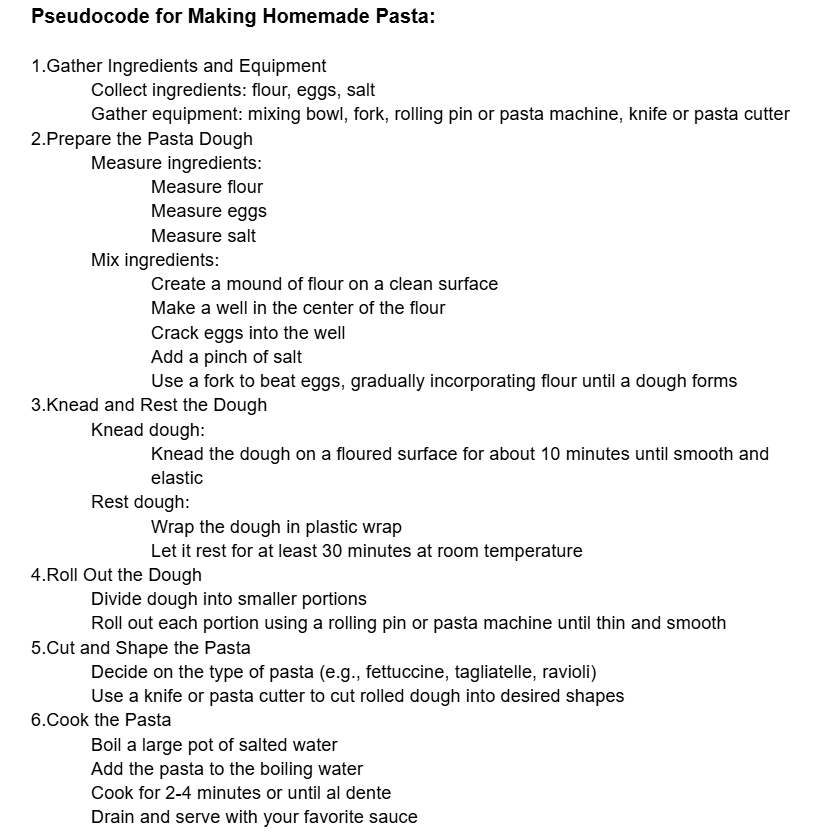 Pseudocode for Making Homemade Pasta:
1.Gather Ingredients and Equipment
Collect ingredients: flour, eggs, salt
Gather equipment: mixing bowl, fork, rolling pin or pasta machine, knife or pasta cutter
2.Prepare the Pasta Dough
Measure ingredients:
Measure flour
Measure eggs
Measure salt
Mix ingredients:
Create a mound of flour on a clean surface
Make a well in the center of the flour
Crack eggs into the well
Add a pinch of salt
Use a fork to beat eggs, gradually incorporating flour until a dough forms
3.Knead and Rest the Dough
Knead dough:
Knead the dough on a floured surface for about 10 minutes until smooth and
elastic
Rest dough:
Wrap the dough in plastic wrap
Let it rest for at least 30 minutes at room temperature
4.Roll Out the Dough
Divide dough into smaller portions
Roll out each portion using a rolling pin or pasta machine until thin and smooth
5.Cut and Shape the Pasta
Decide on the type of pasta (e.g., fettuccine, tagliatelle, ravioli)
Use a knife or pasta cutter to cut rolled dough into desired shapes
6.Cook the Pasta
Boil a large pot of salted water
Add the pasta to the boiling water
Cook for 2-4 minutes or until al dente
Drain and serve with your favorite sauce